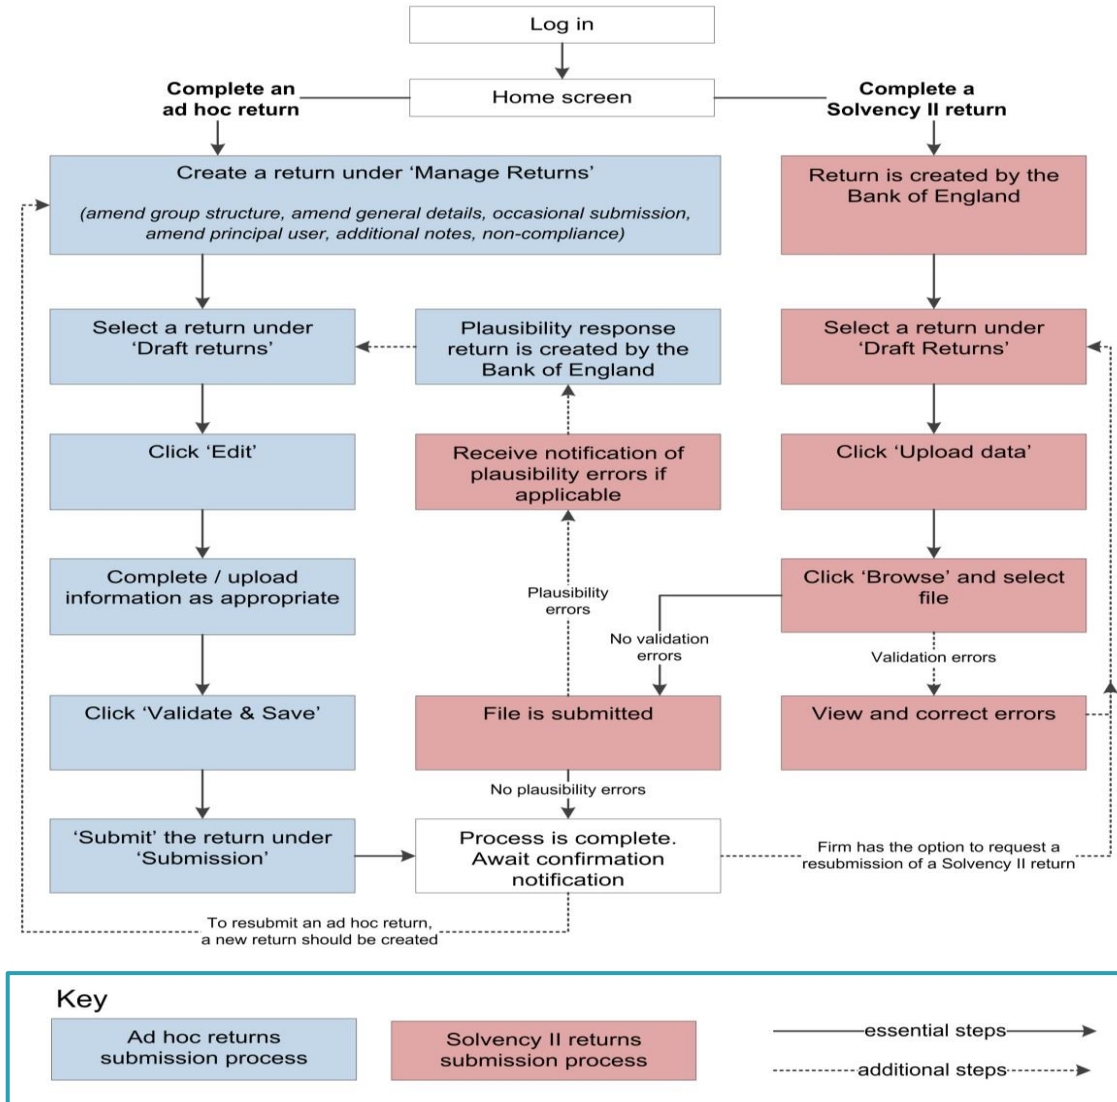 Log in
Home screen
Complete an
ad hoc return
Complete a
Solvency II return
Create a return under ‘Manage Returns’
(amend group structure, amend general details, occasional submission,
amend principal user, additional notes, non-compliance)
Return is created by the
Bank of England
Select a return under
‘Draft returns’
Plausibility response
return is created by the
Bank of England
Select a return under
‘Draft Returns’
Click ‘Edit’
Receive notification of
plausibility errors if
applicable
Click ‘Upload data’
Complete / upload
information as appropriate
Plausibility
errors
Click ‘Browse’ and select
file
No validation
errors
Validation errors
Click ‘Validate & Save’
File is submitted
View and correct errors
No plausibility errors
‘Submit’ the return under
‘Submission’
Process is complete.
Await confirmation
notification
Firm has the option to request a
resubmission of a Solvency II return
To resubmit an ad hoc return,
a new return should be created
Key
Ad hoc returns
submission process
Solvency II returns
submission process
essential steps
additional steps